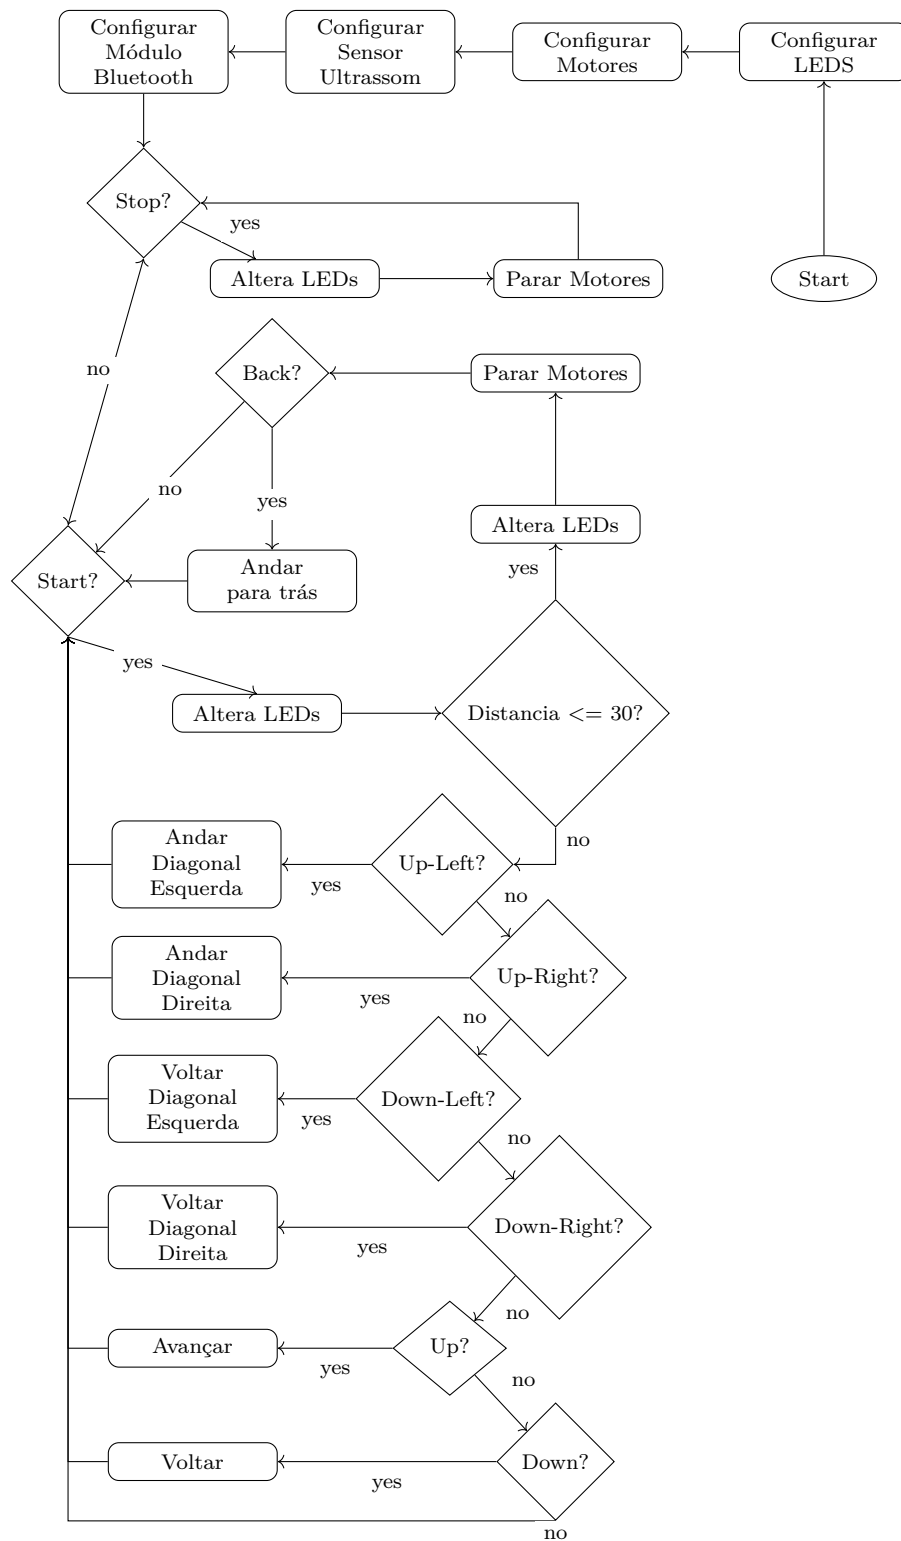 Configurar
Módulo
Bluetooth
Configurar
Sensor
Ultrassom
Configurar
Motores
Configurar
LEDS
Stop?
yes
Altera LEDs
Parar Motores
Start
no
Back?
Parar Motores
no
yes
Altera LEDs
yes
Start?
Andar
para trás
yes
Altera LEDs
Distancia <= 30?
no
Andar
Diagonal
Esquerda
yes
Up-Left?
no
Andar
Diagonal
Direita
yes
Up-Right?
no
Voltar
Diagonal
Esquerda
yes
Down-Left?
no
Voltar
Diagonal
Direita
yes
Down-Right?
no
Avançar
yes
Up?
no
Voltar
yes
Down?
no